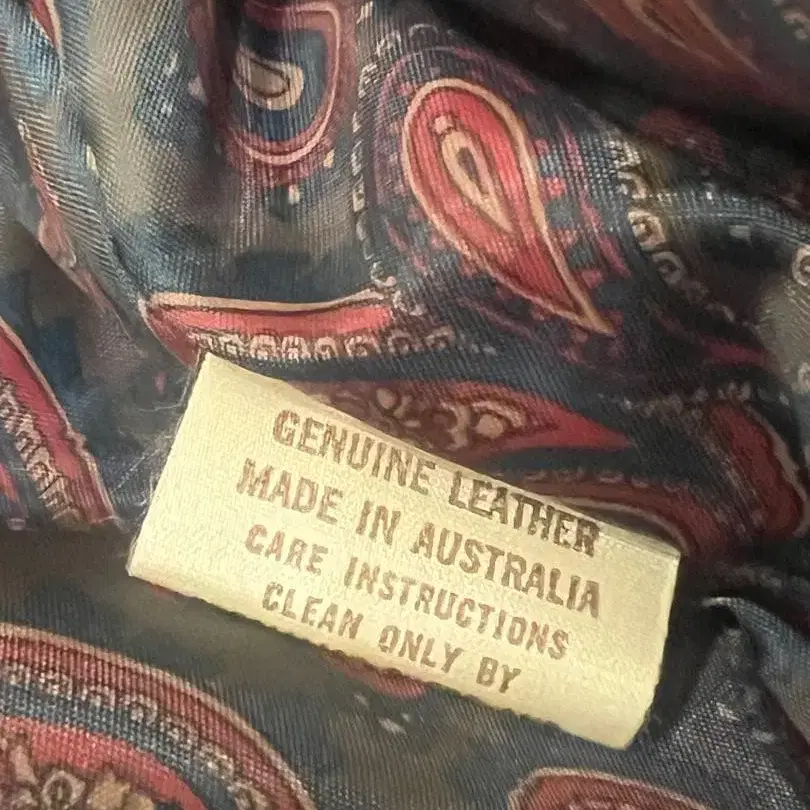 GENUINE LEATHER
MADE IN AUSTRALIA
CARE INSTRUCTIONS
CLEAN ONLY BY